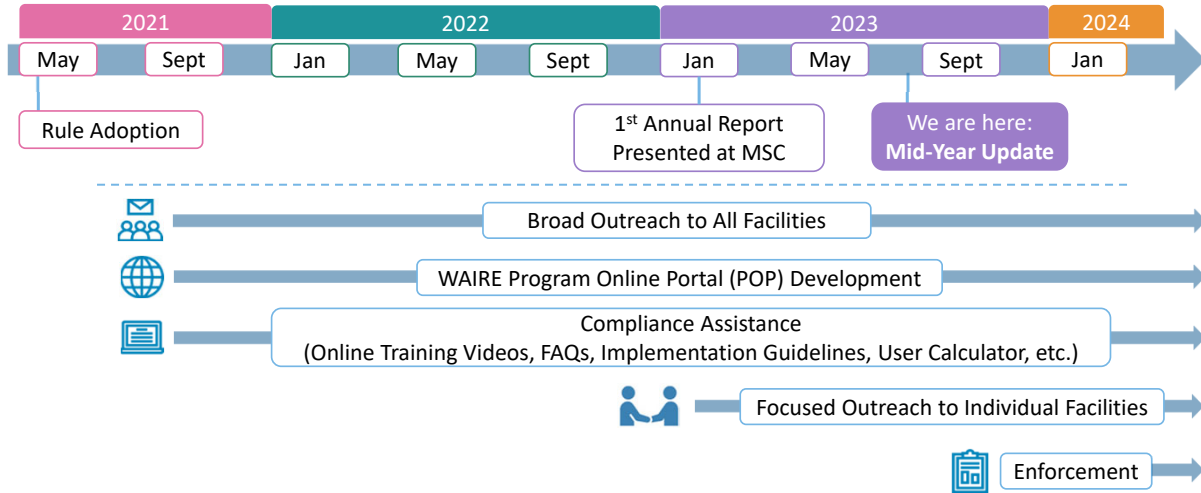 2021
2022
2023
2024
May
Sept
Jan
May
Sept
Jan
May
Sept
Jan
Rule Adoption
1st Annual Report
Presented at MSC
We are here:
Mid-Year Update
Broad Outreach to All Facilities
WAIRE Program Online Portal (POP) Development
Compliance Assistance
(Online Training Videos, FAQs, Implementation Guidelines, User Calculator, etc.)
Focused Outreach to Individual Facilities
Enforcement